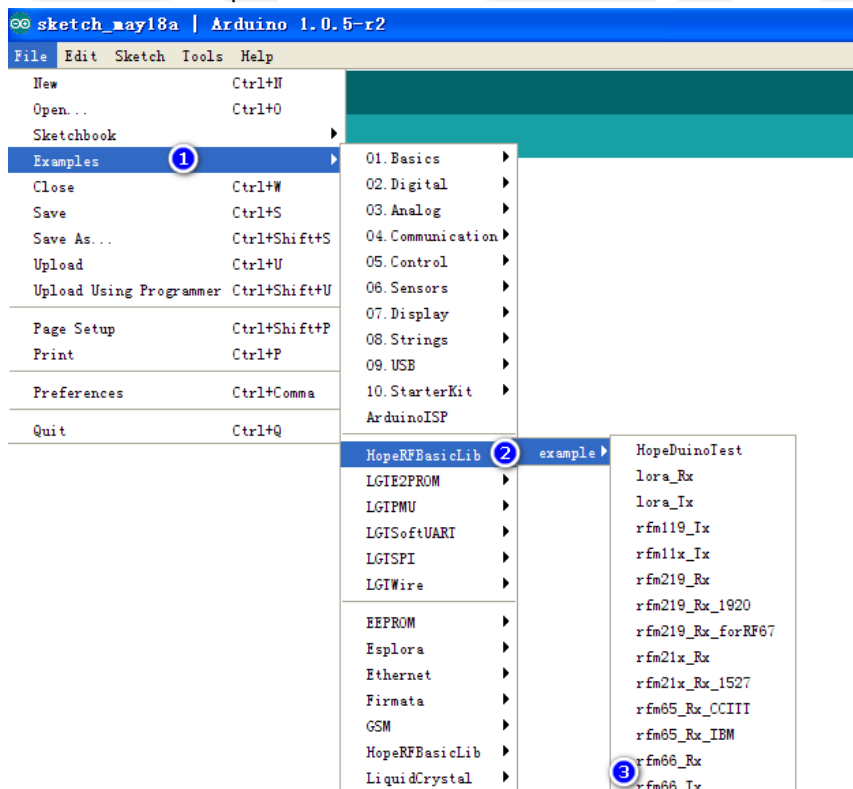 sketch_may18a | Arduino 1.0.5-r2
File Edit Sketch Tools Help
New Ctrl+N
Open... Ctrl+O
Sketchbook
Examples 1
Close Ctrl+W
Save Ctrl+S
Save As... Ctrl+Shift+S
Upload Ctrl+U
Upload Using Programmer Ctrl+Shift+U
Page Setup Ctrl+Shift+P
Print Ctrl+P
Preferences Ctrl+Comma
Quit Ctrl+Q
01.Basics
02.Digital
03.Analog
04.Communication
05.Control
06.Sensors
07.Display
08.Strings
09.USB
10.StarterKit
ArduinoISP
HopeRFBasicLib 2
LGTE2PROM
LGTPMU
LGTSoftUART
LGTSPI
LGTWire
EEPROM
Esplora
Ethernet
Firmata
GSM
HopeRFBasicLib
LiquidCrystal
example
HopeDuinoTest
lora_Rx
lora_Tx
rfm119_Tx
rfm11x_Tx
rfm219_Rx
rfm219_Rx_1920
rfm219_Rx_forRF67
rfm21x_Rx
rfm21x_Rx_1527
rfm65_Rx_CCITT
rfm65_Rx_IBM
rfm66_Rx
3
rfm66_Tx